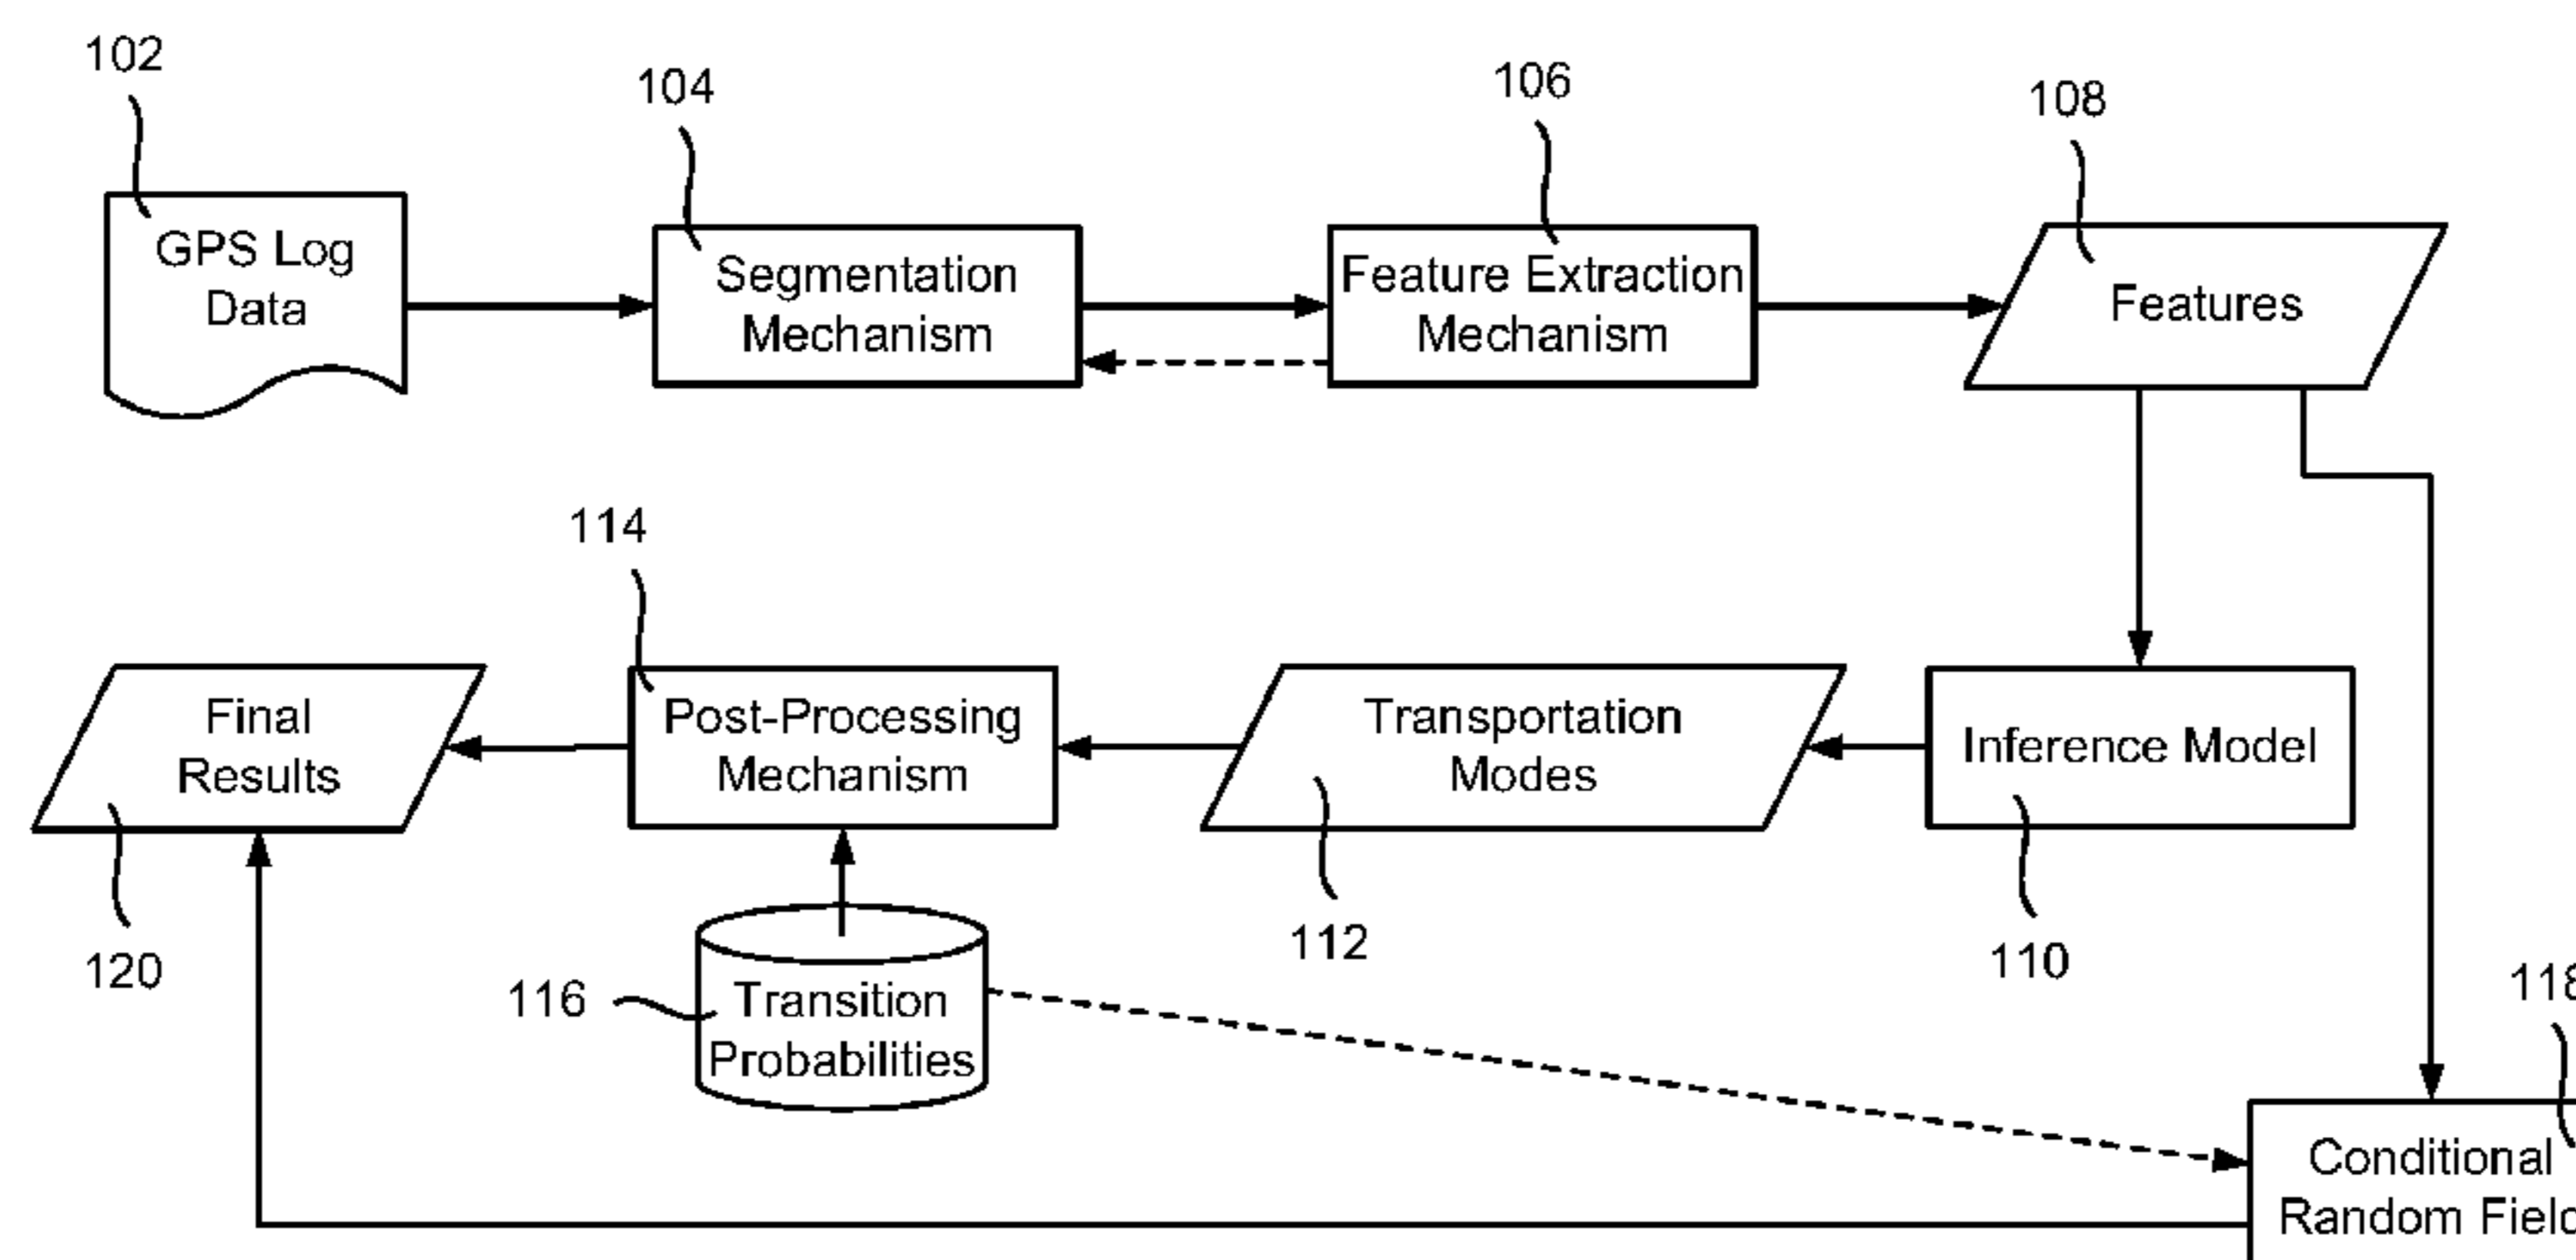 102
104
106
108
GPS Log
Data
Segmentation
Mechanism
Feature Extraction
Mechanism
Features
114
Final
Results
Post-Processing
Mechanism
Transportation
Modes
Inference Model
120
116
Transition
Probabilities
112
110
Conditional
Random